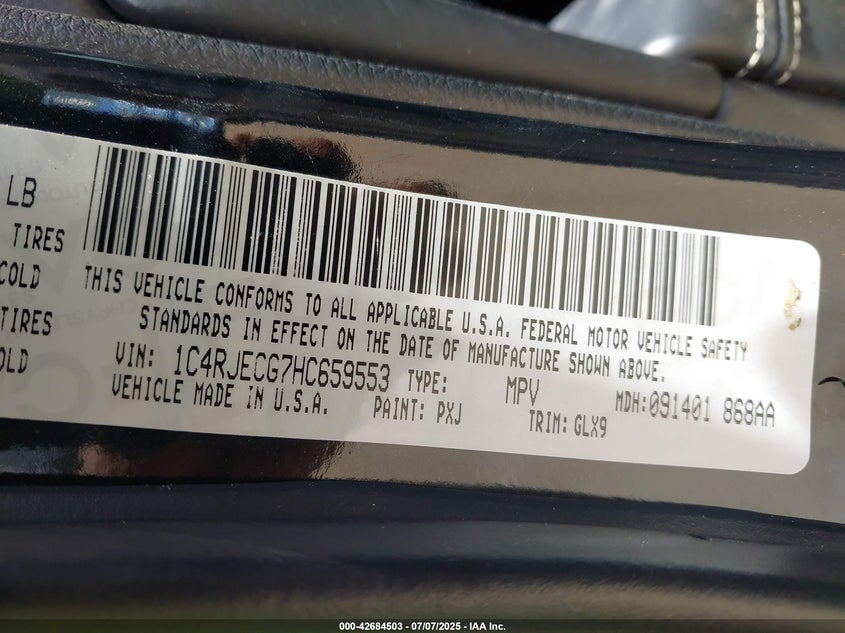 LB
TIRES
COLD
TIRES
OLD
THIS VEHICLE CONFORMS TO ALL APPLICABLE U.S.A. FEDERAL MOTOR VEHICLE SAFETY
STANDARDS IN EFFECT ON THE DATE OF MANUFACTURE SHOWN ABOVE.
VIN: 1C4RJECG7HC659553 TYPE: MPV MDH:091401 868AA
VEHICLE MADE IN U.S.A. PAINT: PXJ TRIM: GLX9
000-42684503 / 07/07/2025 - IAA Inc.